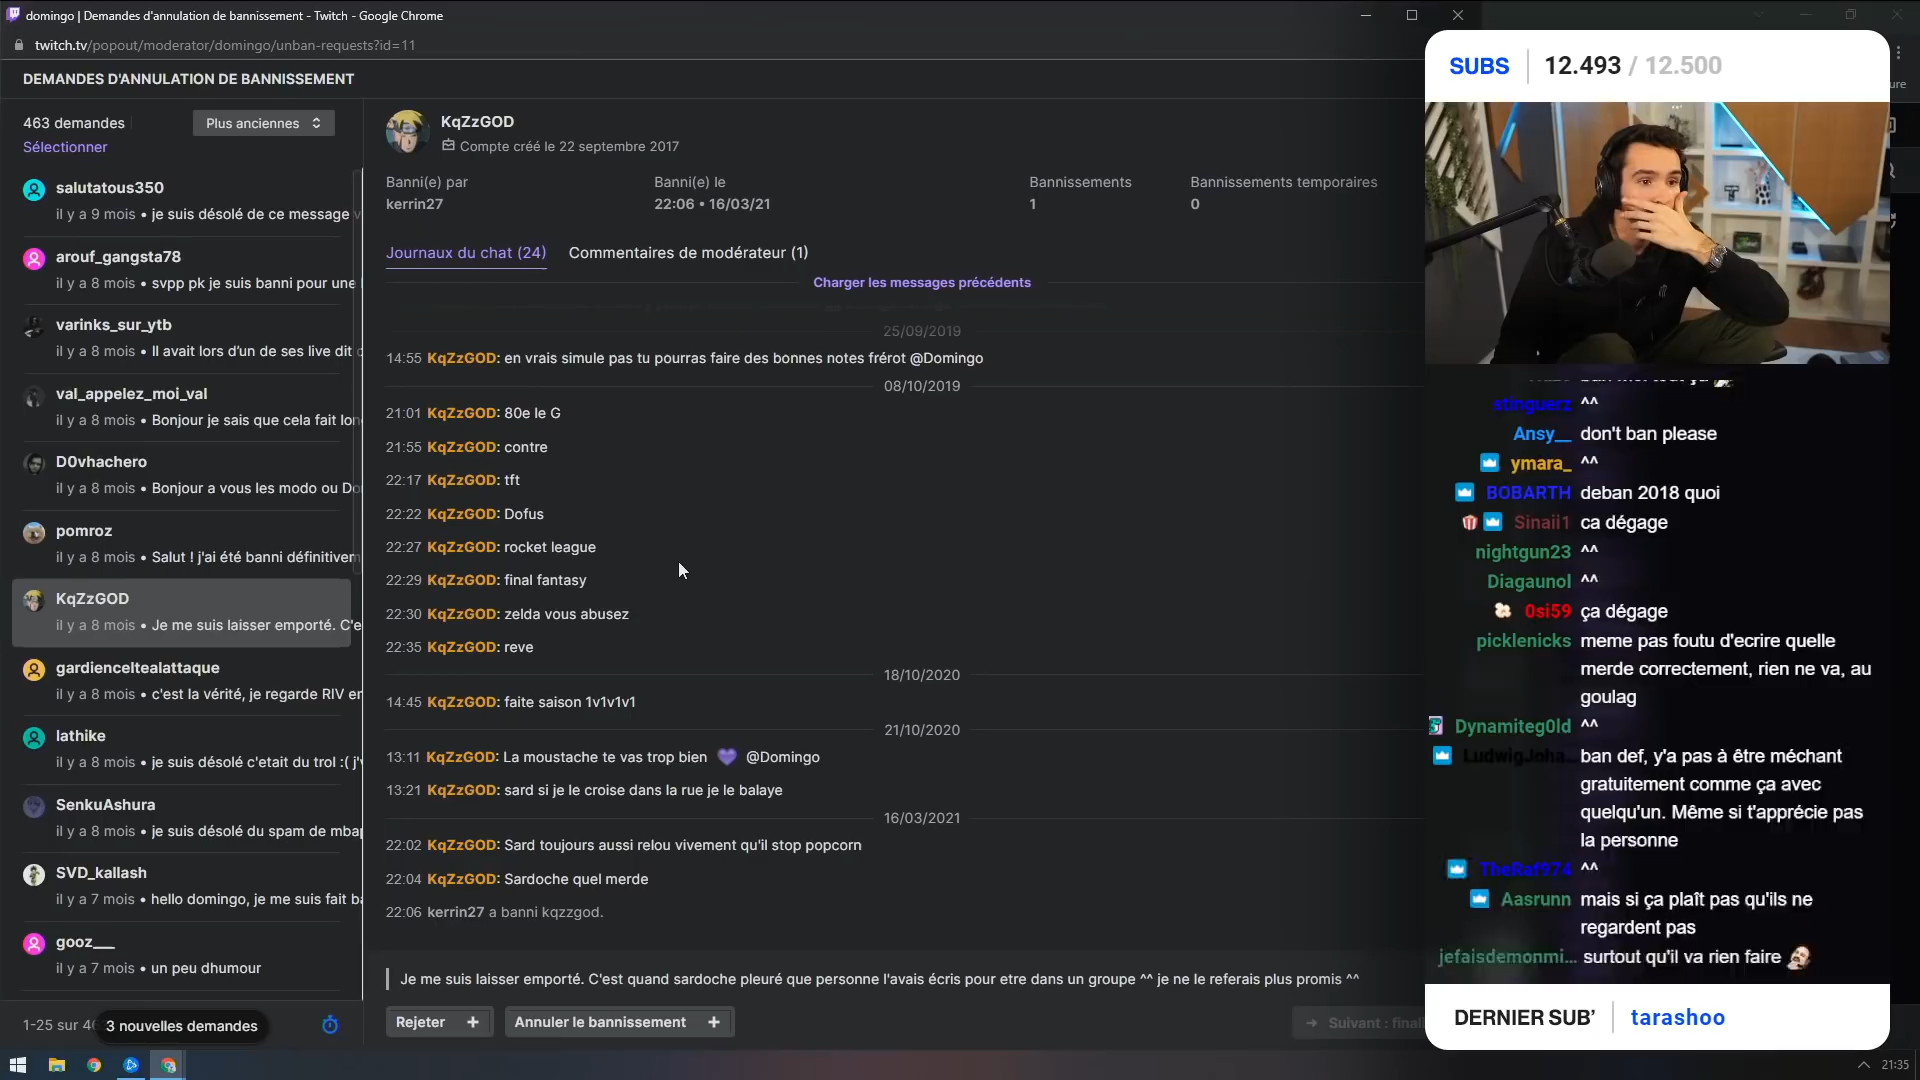 domingo | Demandes d'annulation de bannissement - Twitch - Google Chrome
twitch.tv/popout/moderator/domingo/unban-requests?id=11
DEMANDES D'ANNULATION DE BANNISSEMENT
463 demandes
Plus anciennes
Sélectionner
salutatous350
il y a 9 mois • je suis désolé de ce message
arouf_gangsta78
il y a 8 mois • svpp pk je suis banni pour une
varinks_sur_ytb
il y a 8 mois • Il avait lors d'un de ses live dit
val_appelez_moi_val
il y a 8 mois • Bonjour je sais que cela fait lon
D0vhachero
il y a 8 mois • Bonjour a vous les modo ou Do
pomroz
il y a 8 mois • Salut ! j'ai été banni définitivem
KqZzGOD
il y a 8 mois • Je me suis laisser emporté. C'e
gardienceltealattaque
il y a 8 mois • c'est la vérité, je regarde RIV en
lathike
il y a 8 mois • je suis désolé c'etait du trol :( j'
SenkuAshura
il y a 8 mois • je suis désolé du spam de mba
SVD_kallash
il y a 7 mois • hello domingo, je me suis fait b
gooz___
il y a 7 mois • un peu dhumour
1-25 sur 4
3 nouvelles demandes
KqZzGOD
Compte créé le 22 septembre 2017
Banni(e) par
kerrin27
Banni(e) le
22:06 • 16/03/21
Bannissements
1
Bannissements temporaires
0
Journaux du chat (24)
Commentaires de modérateur (1)
Charger les messages précédents
25/09/2019
14:55 KqZzGOD: en vrais simule pas tu pourras faire des bonnes notes frérot @Domingo
08/10/2019
21:01 KqZzGOD: 80e le G
21:55 KqZzGOD: contre
22:17 KqZzGOD: tft
22:22 KqZzGOD: Dofus
22:27 KqZzGOD: rocket league
22:29 KqZzGOD: final fantasy
22:30 KqZzGOD: zelda vous abusez
22:35 KqZzGOD: reve
18/10/2020
14:45 KqZzGOD: faite saison 1v1v1v1
21/10/2020
13:11 KqZzGOD: La moustache te vas trop bien 💜 @Domingo
13:21 KqZzGOD: sard si je le croise dans la rue je le balaye
16/03/2021
22:02 KqZzGOD: Sard toujours aussi relou vivement qu'il stop popcorn
22:04 KqZzGOD: Sardoche quel merde
22:06 kerrin27 a banni kqzzgod.
Je me suis laisser emporté. C'est quand sardoche pleuré que personne l'avais écris pour etre dans un groupe ^^ je ne le referais plus promis ^^
Rejeter +
Annuler le bannissement +
→ Suivant : final
SUBS
12.493 / 12.500
stinguerz ^^
Ansy__ don't ban please
ymara_ ^^
BOBARTH deban 2018 quoi
Sinaii1 ca dégage
nightgun23 ^^
Diagaunol ^^
0si59 ça dégage
picklenicks meme pas foutu d'ecrire quelle
merde correctement, rien ne va, au
goulag
Dynamiteg0ld ^^
LudwigJoha... ban def, y'a pas à être méchant
gratuitement comme ça avec
quelqu'un. Même si t'apprécie pas
la personne
TheRaf974 ^^
Aasrunn mais si ça plaît pas qu'ils ne
regardent pas
jefaisdemonmi... surtout qu'il va rien faire
DERNIER SUB'
tarashoo
21:35